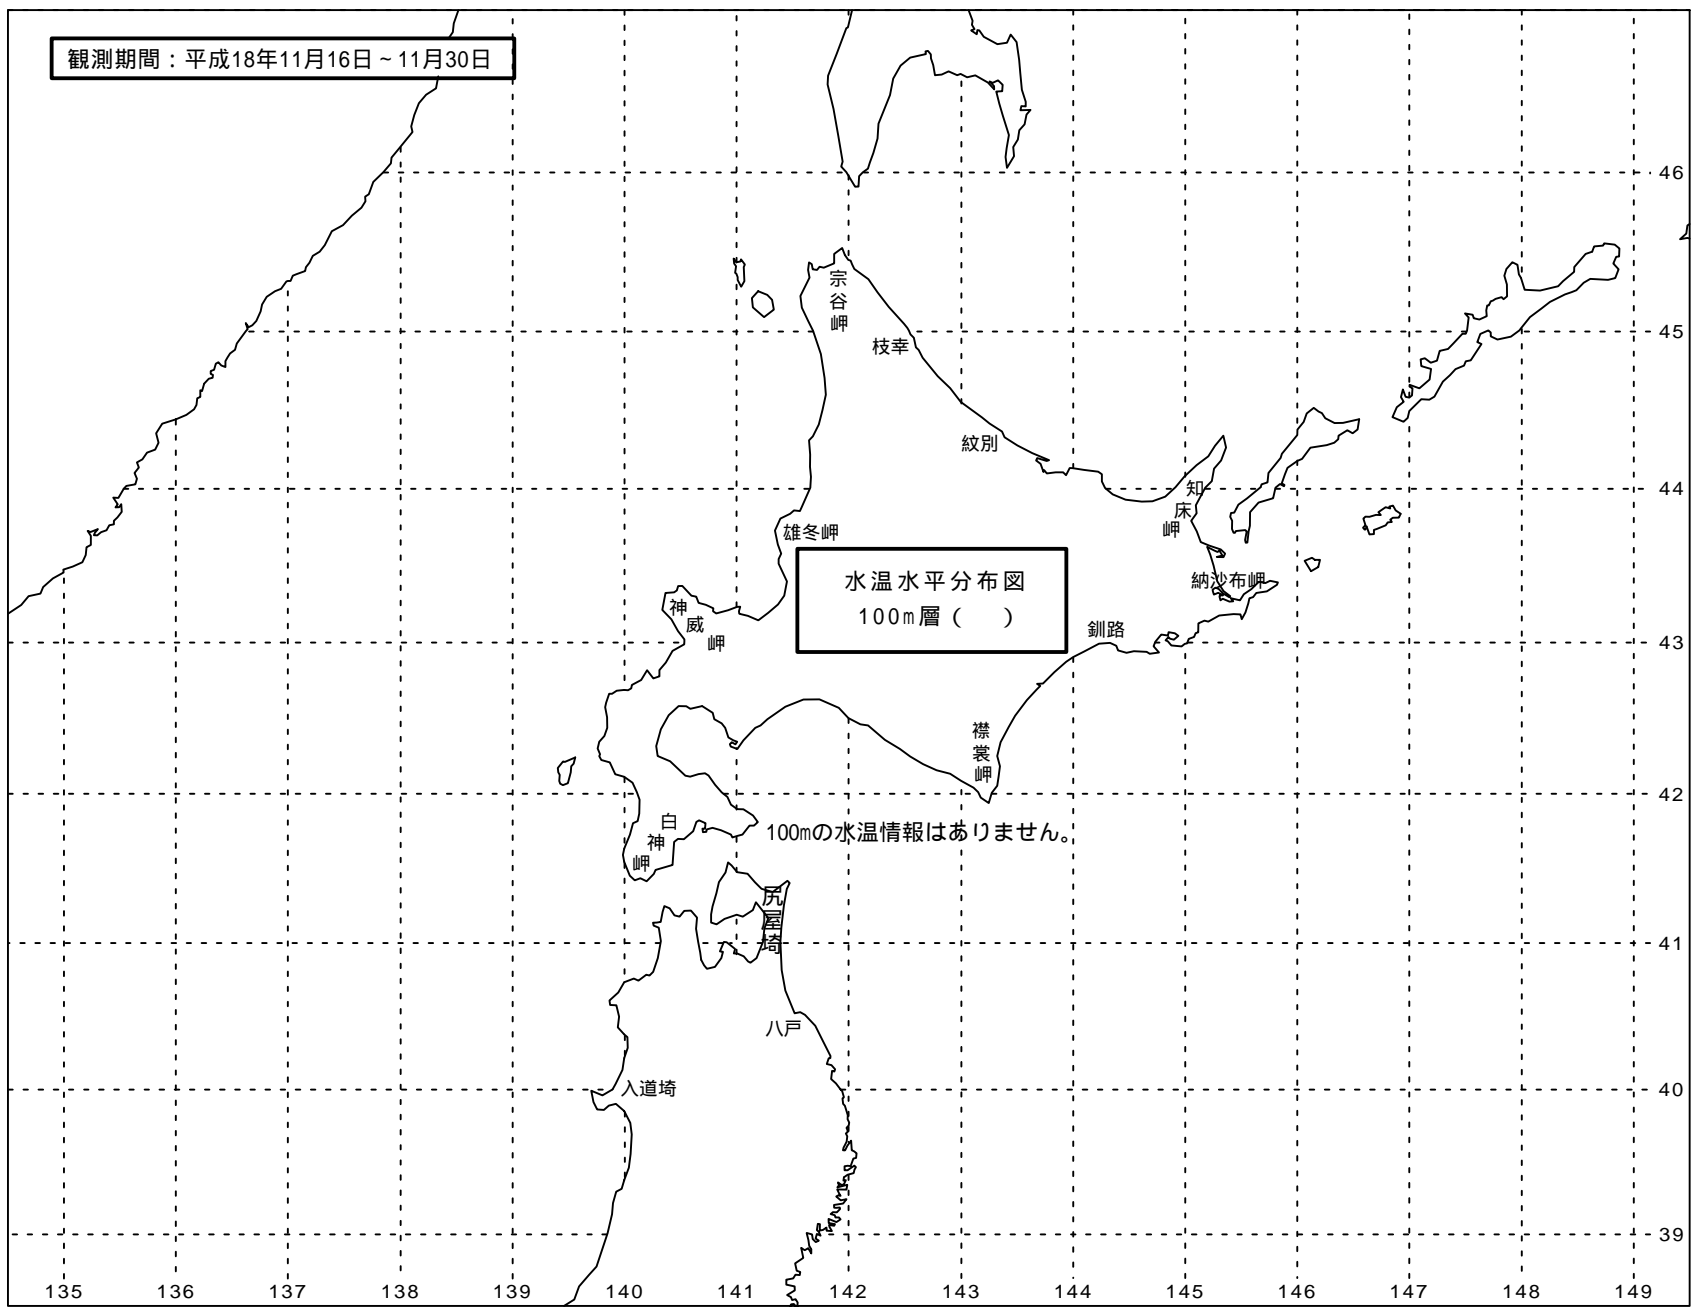 観測期間：平成18年11月16日～11月30日
46
宗谷岬
45
枝幸
紋別
44
知床岬
雄冬岬
水温水平分布図
100m層（　）
納沙布岬
神威岬
釧路
43
襟裳岬
42
白神岬
100mの水温情報はありません。
尻屋埼
41
八戸
入道埼
40
39
135 136 137 138 139 140 141 142 143 144 145 146 147 148 149